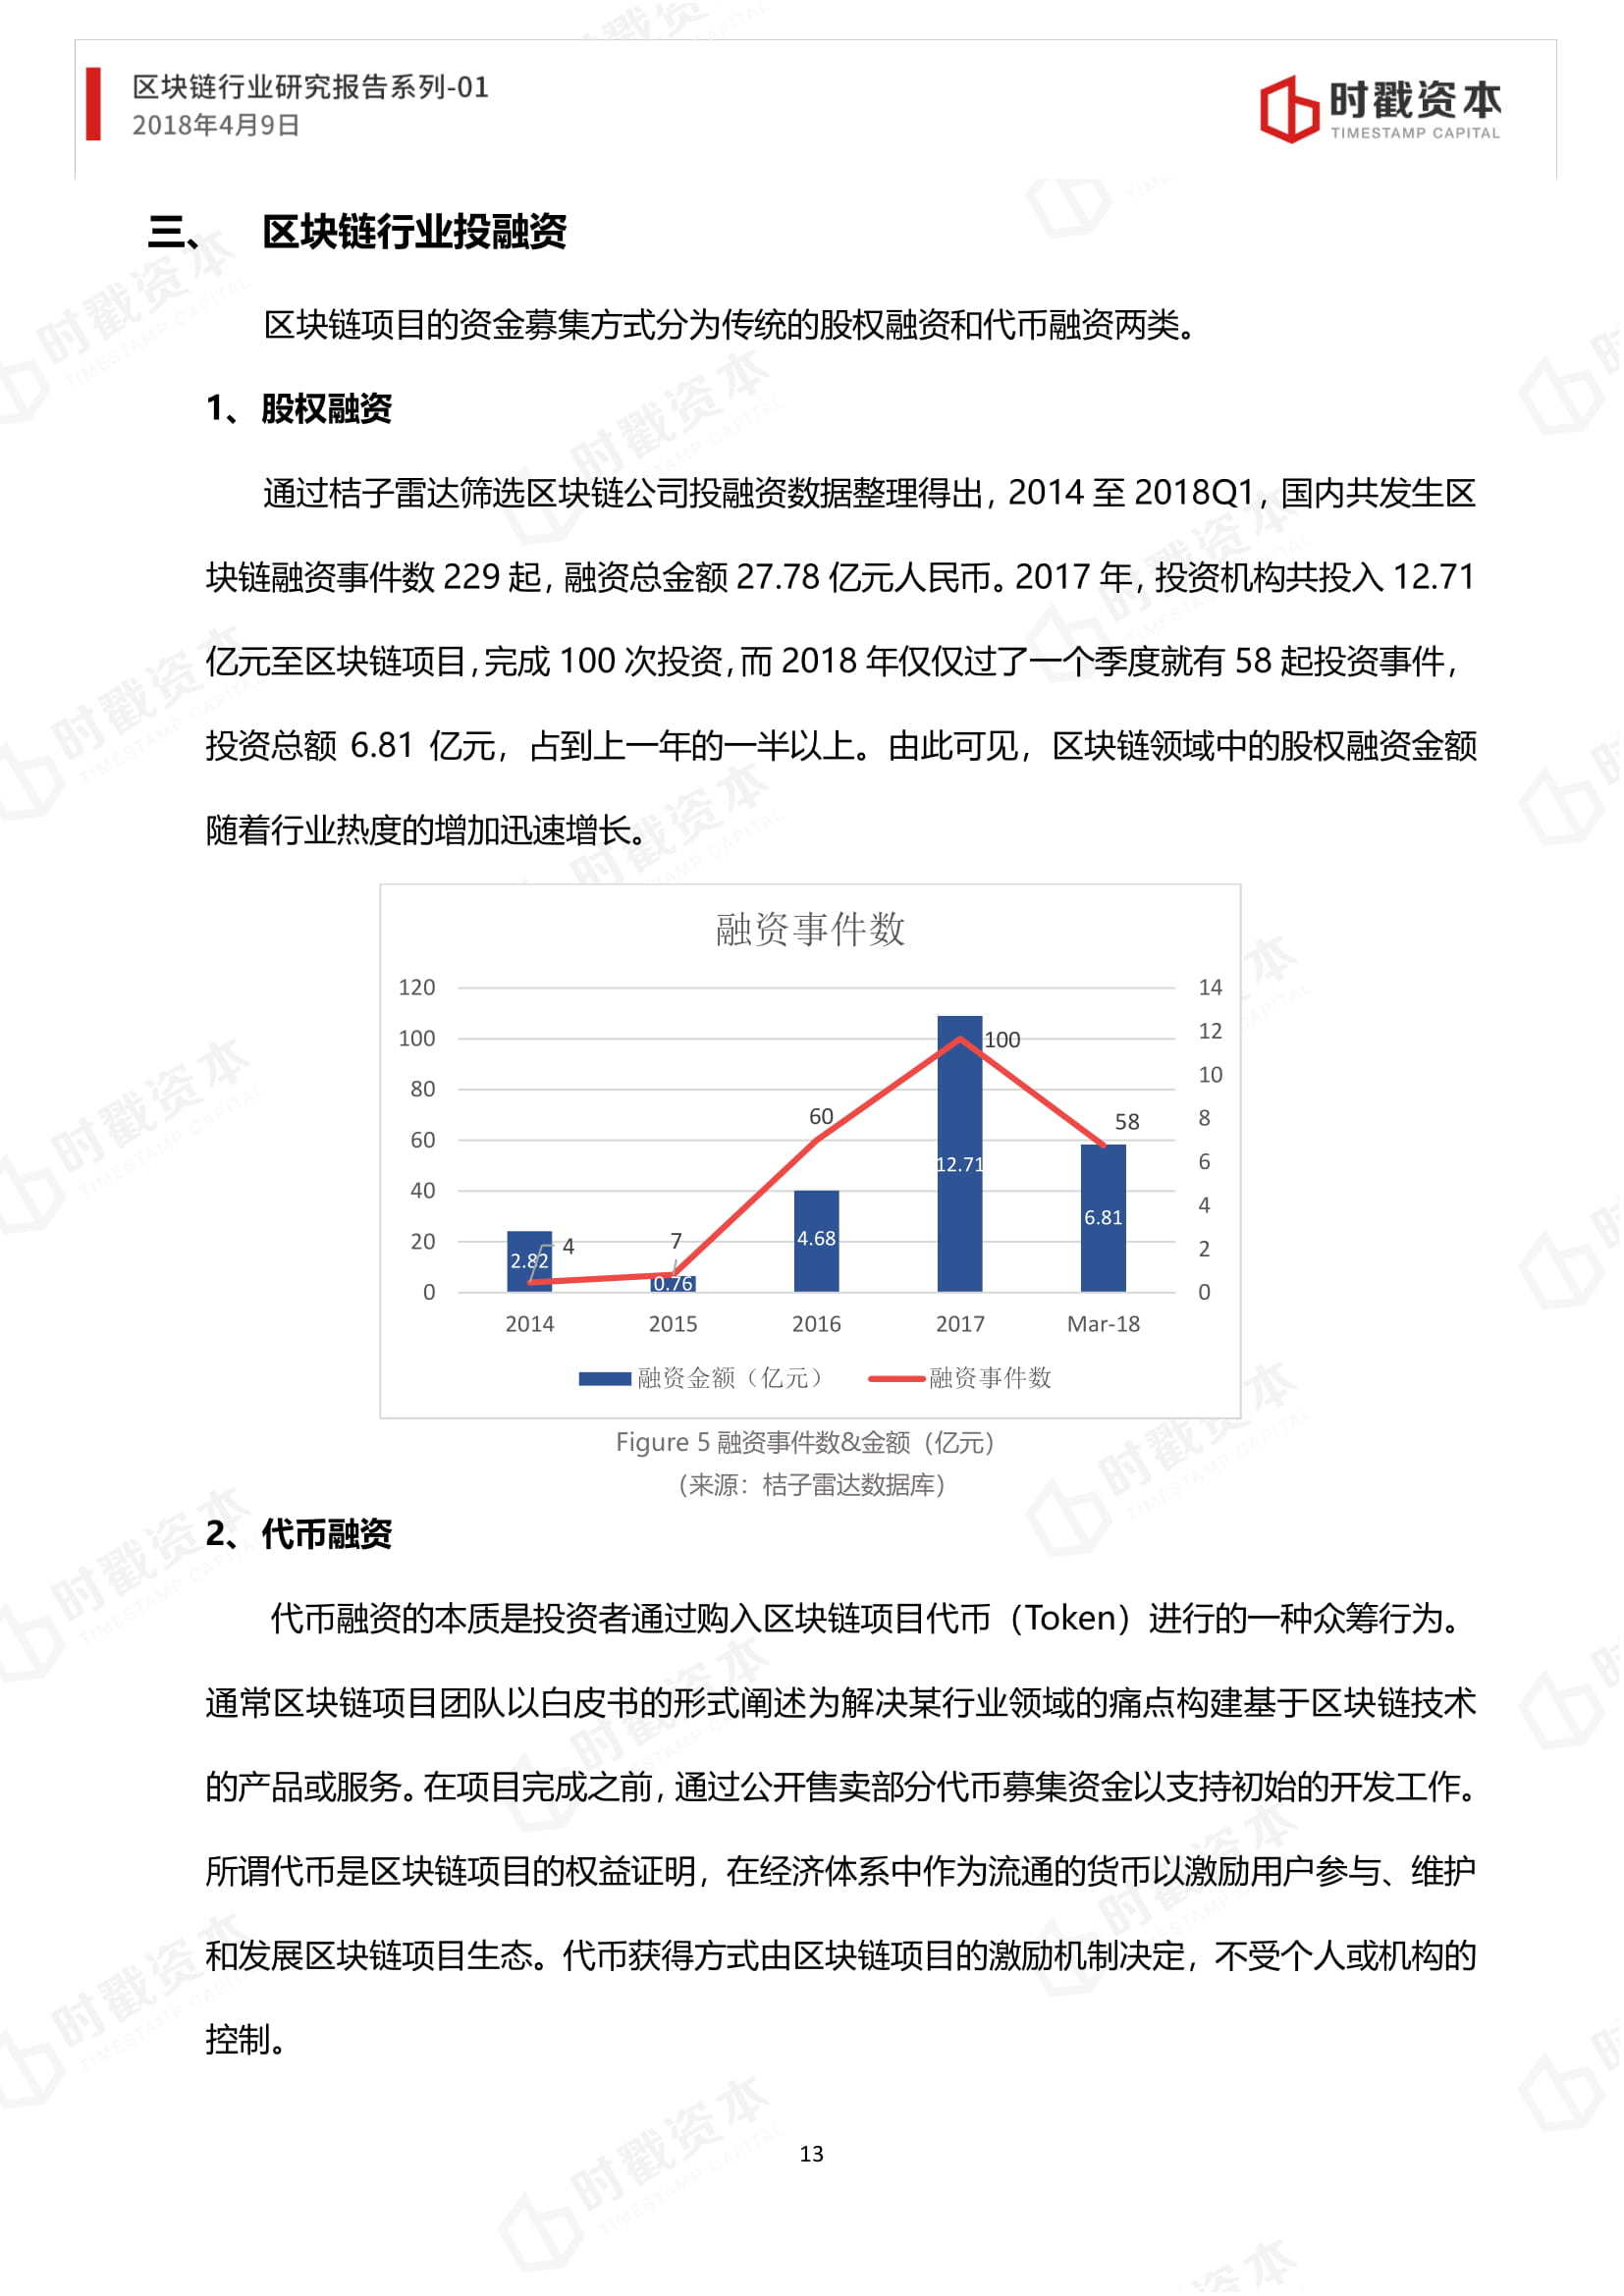 区块链行业研究报告系列-01
2018年4月9日
时戳资本
TIMESTAMP CAPITAL
三、 区块链行业投融资
区块链项目的资金募集方式分为传统的股权融资和代币融资两类。
1、 股权融资
通过桔子雷达筛选区块链公司投融资数据整理得出，2014 至 2018Q1，国内共发生区
块链融资事件数 229 起，融资总金额 27.78 亿元人民币。2017 年，投资机构共投入 12.71
亿元至区块链项目，完成 100 次投资，而 2018 年仅仅过了一个季度就有 58 起投资事件，
投资总额 6.81 亿元，占到上一年的一半以上。由此可见，区块链领域中的股权融资金额
随着行业热度的增加迅速增长。
融资事件数
120
100
80
60
40
20
0
14
12
10
8
6
4
2
0
2.82
0.76
4.68
12.71
6.81
4
7
60
100
58
2014 2015 2016 2017 Mar-18
融资金额（亿元） 融资事件数
Figure 5 融资事件数&金额（亿元）
（来源：桔子雷达数据库）
2、 代币融资
代币融资的本质是投资者通过购入区块链项目代币（Token）进行的一种众筹行为。
通常区块链项目团队以白皮书的形式阐述为解决某行业领域的痛点构建基于区块链技术
的产品或服务。在项目完成之前，通过公开售卖部分代币募集资金以支持初始的开发工作。
所谓代币是区块链项目的权益证明，在经济体系中作为流通的货币以激励用户参与、维护
和发展区块链项目生态。代币获得方式由区块链项目的激励机制决定，不受个人或机构的
控制。
13